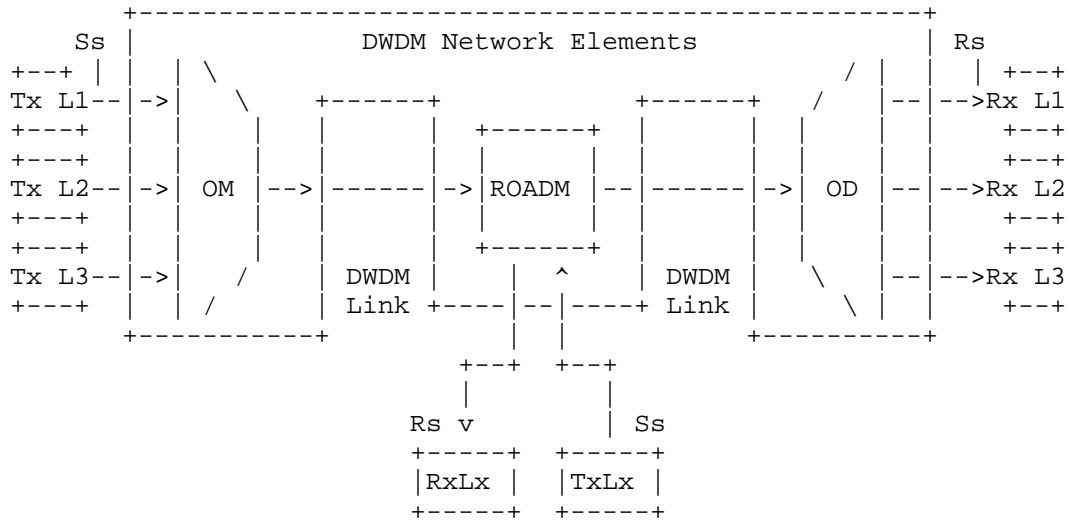 DWDM Network Elements
Ss Rs
Tx L1 Rx L1
Tx L2 OM ROADM OD Rx L2
Tx L3 DWDM DWDM Rx L3
Link Link
Rs v Ss
RxLx TxLx